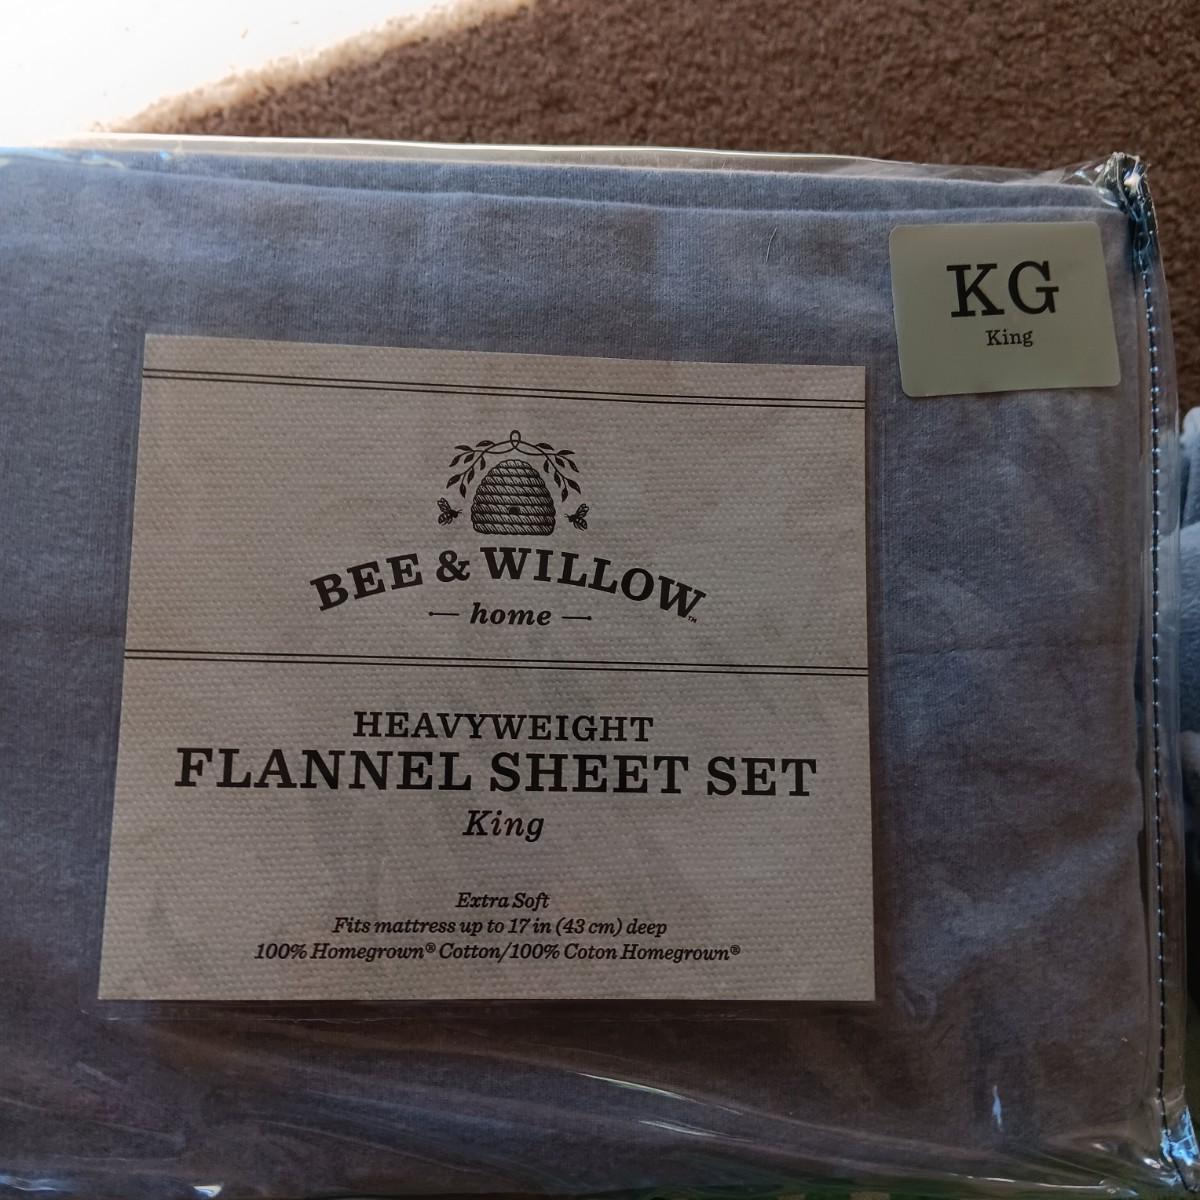 KG
King
BEE & WILLOW™
— home —
HEAVYWEIGHT
FLANNEL SHEET SET
King
Extra Soft
Fits mattress up to 17 in (43 cm) deep
100% Homegrown® Cotton/100% Coton Homegrown®